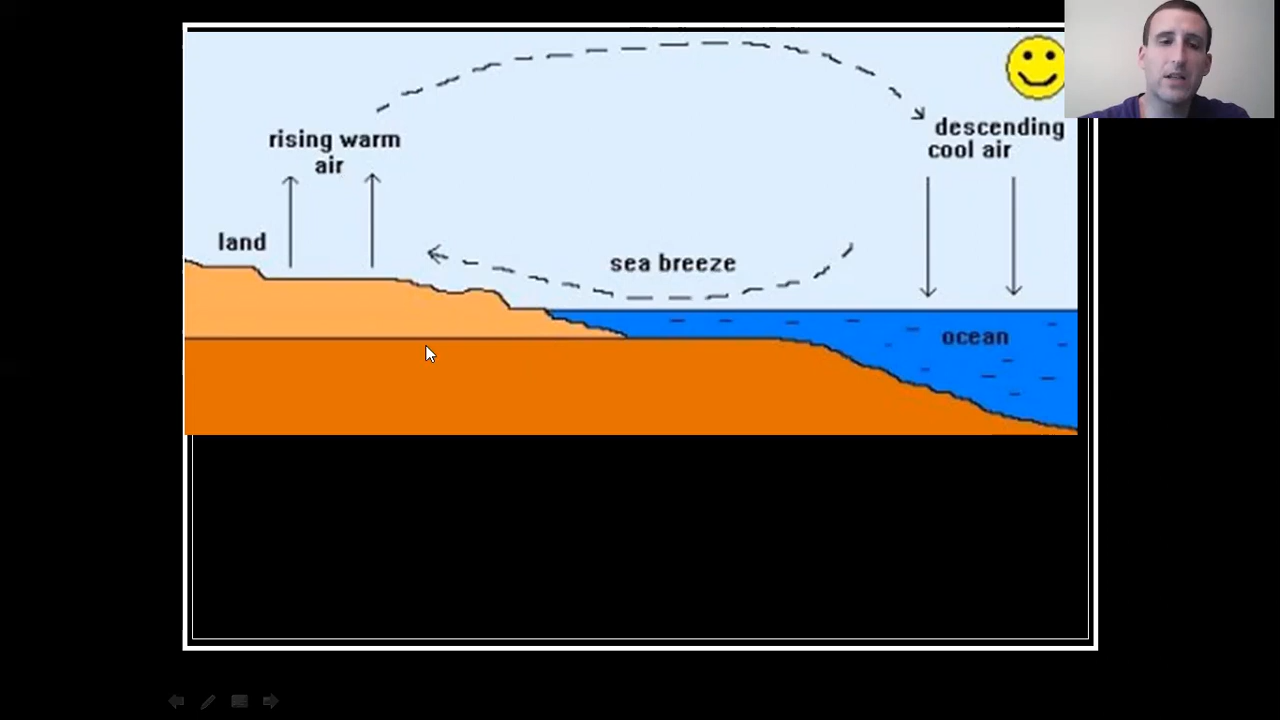 rising warm
air
descending
cool air
land
sea breeze
ocean